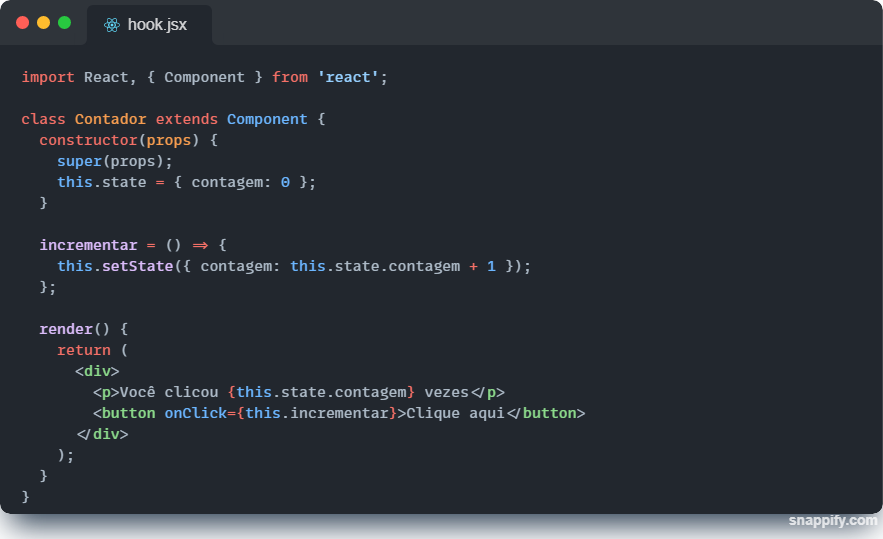 hook.jsx
import React, { Component } from 'react';
class Contador extends Component {
constructor(props) {
super(props);
this.state = { contagem: 0 };
}
incrementar = () => {
this.setState({ contagem: this.state.contagem + 1 });
};
render() {
return (
<div>
<p>Você clicou {this.state.contagem} vezes</p>
<button onClick={this.incrementar}>Clique aqui</button>
</div>
);
}
}
snappify.com